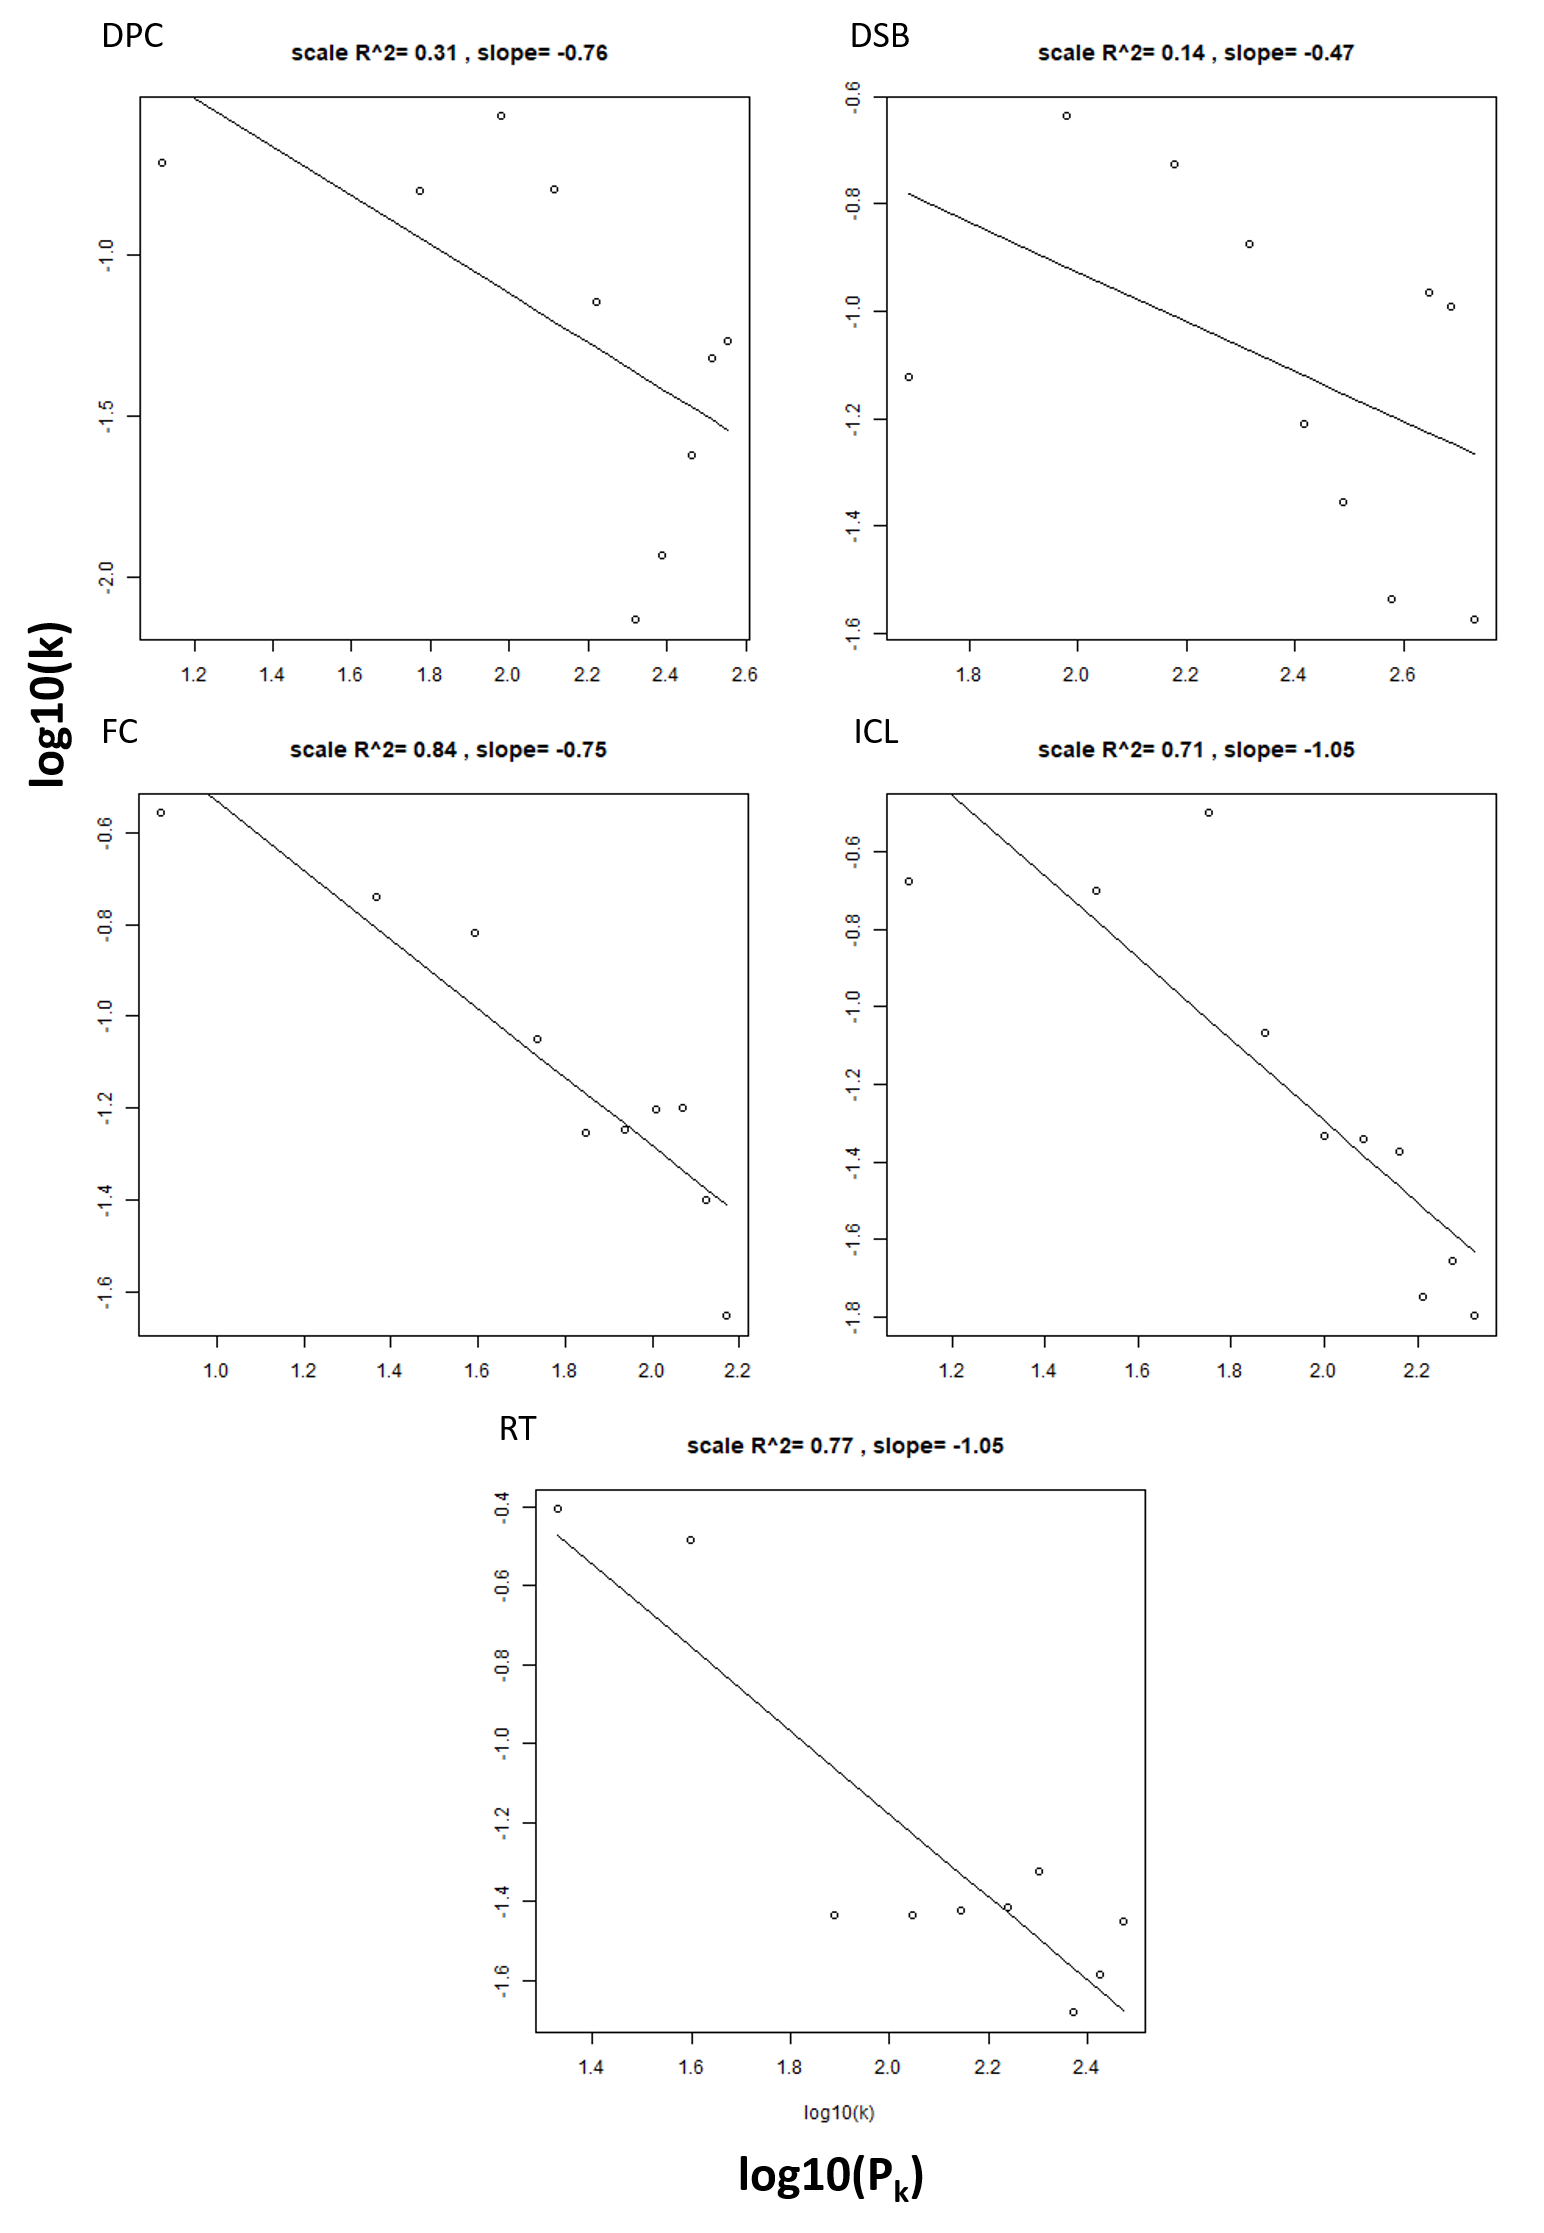 DPC
scale R^2= 0.31 , slope= -0.76
-1.0
-1.5
-2.0
1.2 1.4 1.6 1.8 2.0 2.2 2.4 2.6
DSB
scale R^2= 0.14 , slope= -0.47
-0.6
-0.8
-1.0
-1.2
-1.4
-1.6
1.8 2.0 2.2 2.4 2.6
log10(k)
FC
scale R^2= 0.84 , slope= -0.75
-0.6
-0.8
-1.0
-1.2
-1.4
-1.6
1.0 1.2 1.4 1.6 1.8 2.0 2.2
ICL
scale R^2= 0.71 , slope= -1.05
-0.6
-0.8
-1.0
-1.2
-1.4
-1.6
-1.8
1.2 1.4 1.6 1.8 2.0 2.2
RT
scale R^2= 0.77 , slope= -1.05
-0.4
-0.6
-0.8
-1.0
-1.2
-1.4
-1.6
1.4 1.6 1.8 2.0 2.2 2.4
log10(k)
log10(Pk)